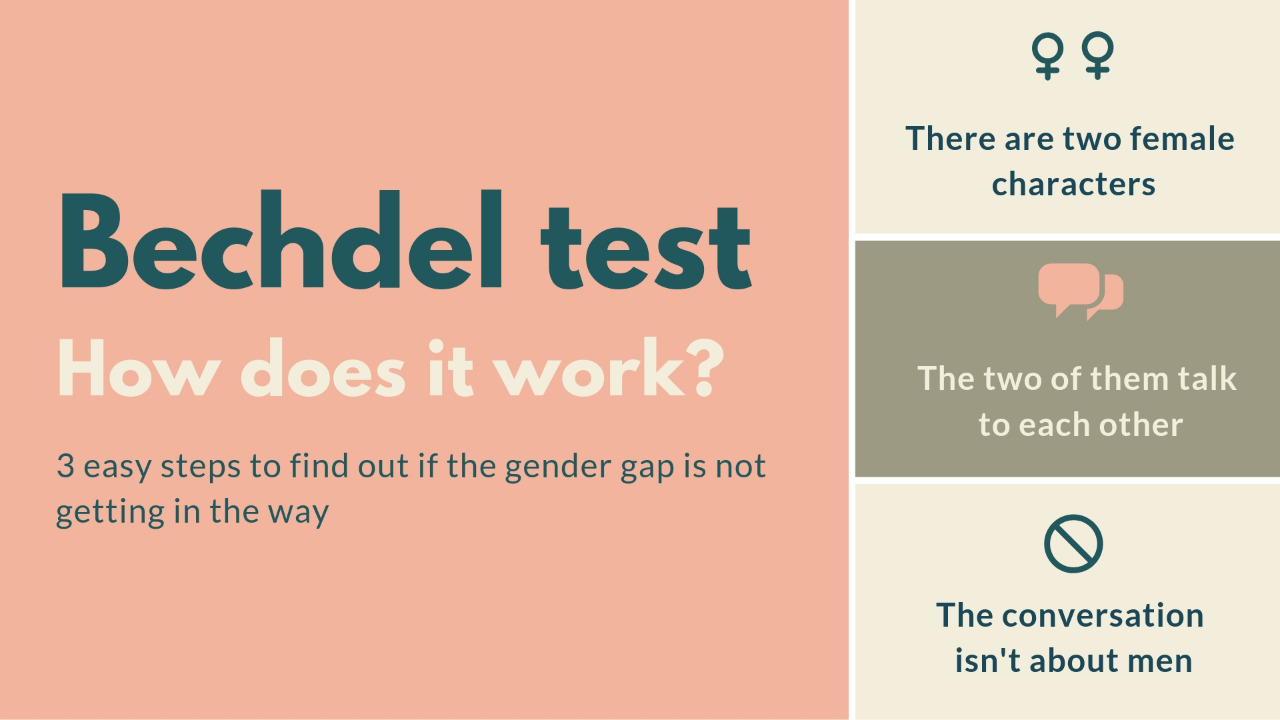 Bechdel test
How does it work?
3 easy steps to find out if the gender gap is not
getting in the way
There are two female
characters
The two of them talk
to each other
The conversation
isn't about men